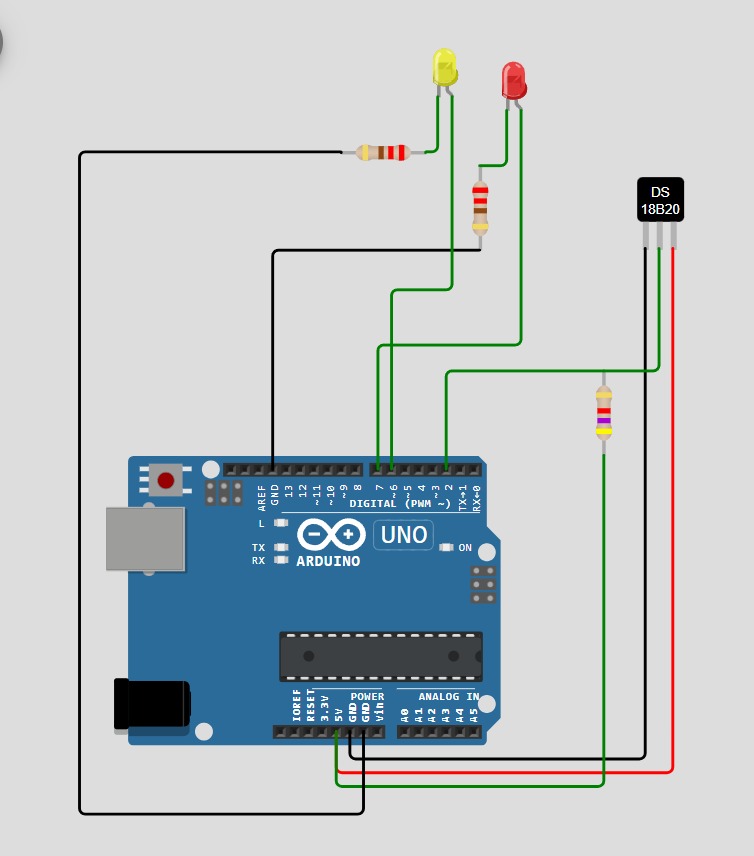 DS
18B20
AREF
GND
13
12
~11
~10
~9
8
7
~6
~5
4
~3
2
TX→1
RX←0
DIGITAL (PWM ~)
L
TX
RX
UNO
ON
ARDUINO
IOREF
RESET
3.3V
5V
GND
GND
Vin
POWER
ANALOG IN
A0
A1
A2
A3
A4
A5